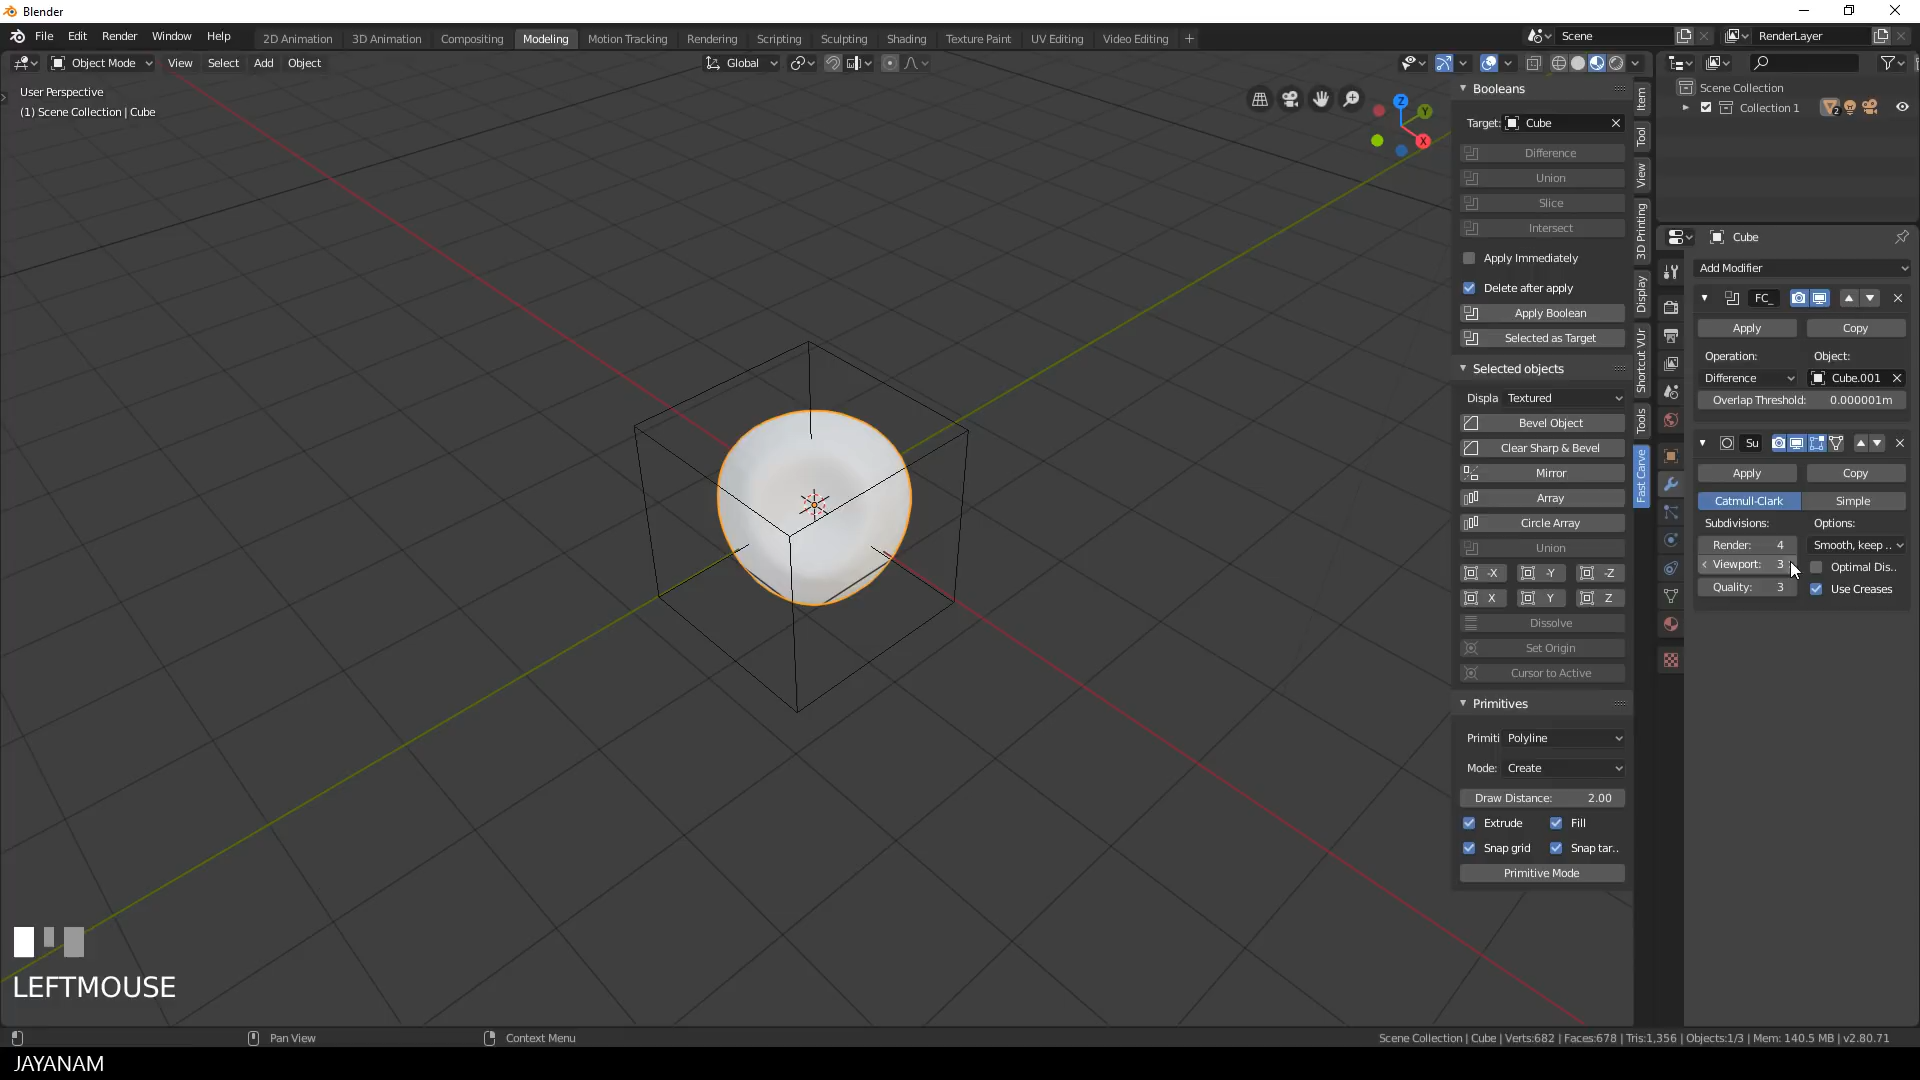 Blender
File Edit Render Window Help
2D Animation 3D Animation Compositing Modeling Motion Tracking Rendering Scripting Sculpting Shading Texture Paint UV Editing Video Editing +
Scene
RenderLayer
Object Mode View Select Add Object
Global
User Perspective
(1) Scene Collection | Cube
Z
Y
X
Booleans
Target: Cube
Difference
Union
Slice
Intersect
Apply Immediately
Delete after apply
Apply Boolean
Selected as Target
Selected objects
Displa Textured
Bevel Object
Clear Sharp & Bevel
Mirror
Array
Circle Array
Union
-X -Y -Z
X Y Z
Dissolve
Set Origin
Cursor to Active
Primitives
Primiti Polyline
Mode: Create
Draw Distance: 2.00
Extrude Fill
Snap grid Snap tar..
Primitive Mode
Item
Tool
View
3D Printing
Display
Shortcut VUr
Tools
Fast Carve
Scene Collection
Collection 1
2
Cube
Add Modifier
FC_
Apply Copy
Operation: Object:
Difference Cube.001
Overlap Threshold: 0.000001m
Su
Apply Copy
Catmull-Clark Simple
Subdivisions: Options:
Render: 4 Smooth, keep ..
Viewport: 3 Optimal Dis..
Quality: 3 Use Creases
LEFTMOUSE
Pan View
Context Menu
Scene Collection | Cube | Verts:682 | Faces:678 | Tris:1,356 | Objects:1/3 | Mem: 140.5 MB | v2.80.71
JAYANAM